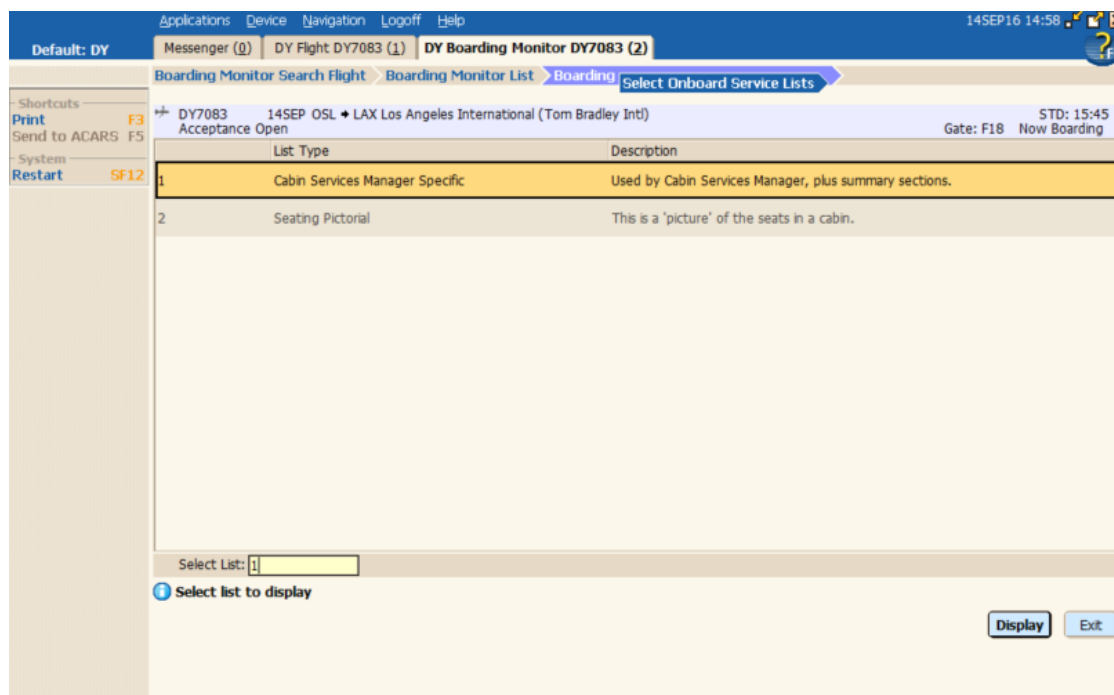 Applications Device Navigation Logoff Help 14SEP16 14:58
Default: DY Messenger (0) DY Flight DY7083 (1) DY Boarding Monitor DY7083 (2)
Boarding Monitor Search Flight Boarding Monitor List Boarding Select Onboard Service Lists
Shortcuts
Print F3
Send to ACARS F5
System
Restart SF12
DY7083 14SEP OSL LAX Los Angeles International (Tom Bradley Intl) STD: 15:45
Acceptance Open Gate: F18 Now Boarding
List Type Description
1 Cabin Services Manager Specific Used by Cabin Services Manager, plus summary sections.
2 Seating Pictorial This is a 'picture' of the seats in a cabin.
Select List: 1
Select list to display
Display Exit